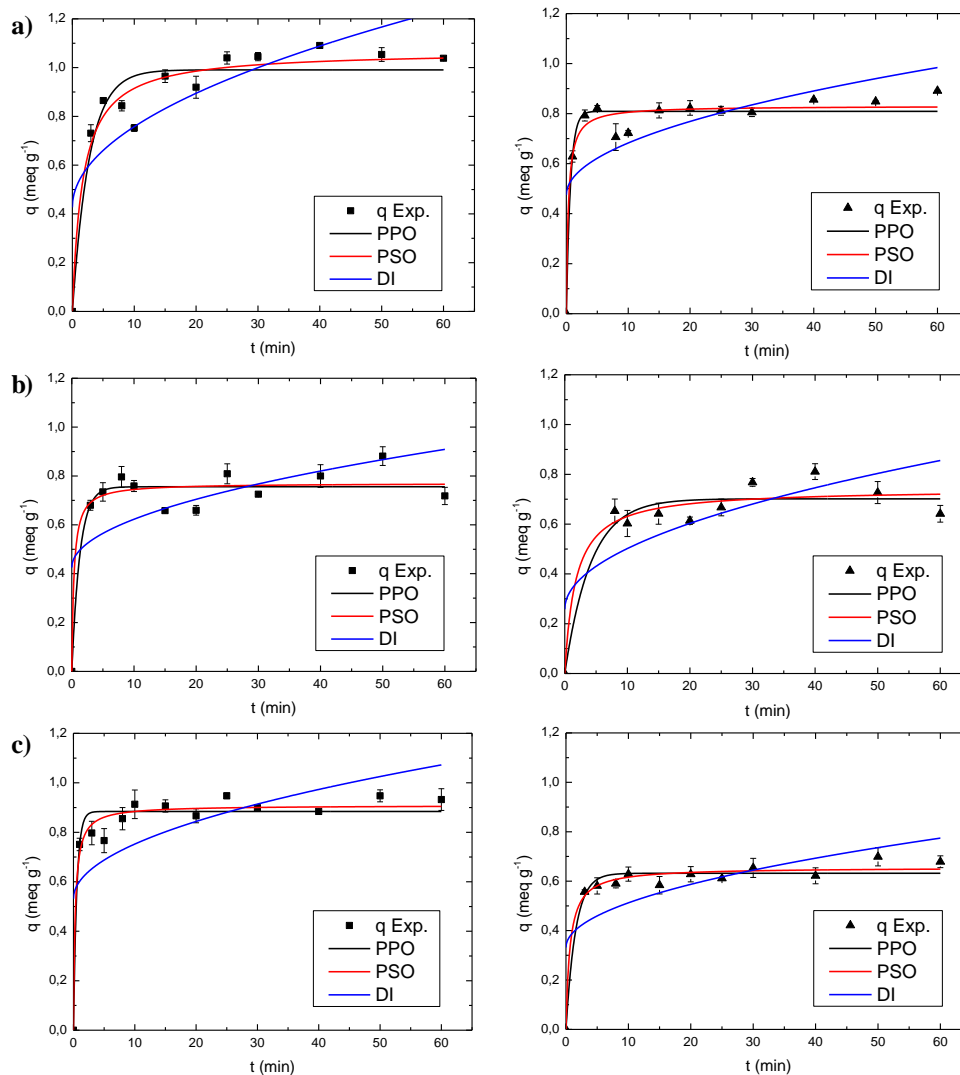 a)
q (meq g⁻¹)
1,2
1,0
0,8
0,6
0,4
0,2
0,0
q Exp.
PPO
PSO
DI
0 10 20 30 40 50 60
t (min)
q (meq g⁻¹)
1,2
1,0
0,8
0,6
0,4
0,2
0,0
q Exp.
PPO
PSO
DI
0 10 20 30 40 50 60
t (min)
b)
q (meq g⁻¹)
1,2
1,0
0,8
0,6
0,4
0,2
0,0
q Exp.
PPO
PSO
DI
0 10 20 30 40 50 60
t (min)
q (meq g⁻¹)
1,2
1,0
0,8
0,6
0,4
0,2
0,0
q Exp.
PPO
PSO
DI
0 10 20 30 40 50 60
t (min)
c)
q (meq g⁻¹)
1,2
1,0
0,8
0,6
0,4
0,2
0,0
q Exp.
PPO
PSO
DI
0 10 20 30 40 50 60
t (min)
q (meq g⁻¹)
1,2
1,0
0,8
0,6
0,4
0,2
0,0
q Exp.
PPO
PSO
DI
0 10 20 30 40 50 60
t (min)